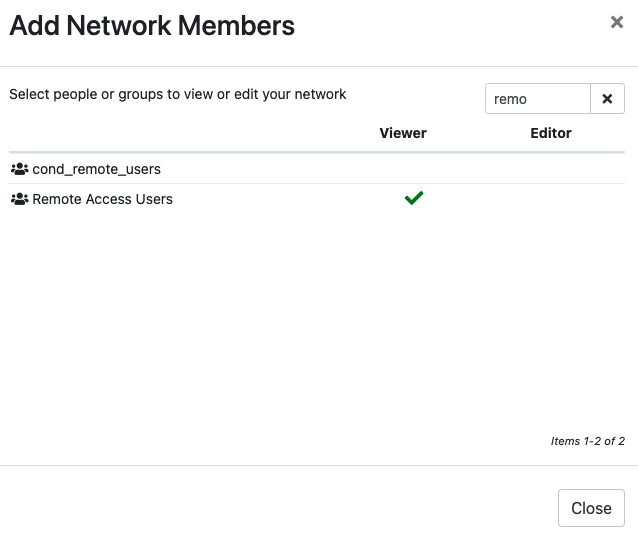 Add Network Members
Select people or groups to view or edit your network
remo
Viewer Editor
cond_remote_users
Remote Access Users
Items 1-2 of 2
Close